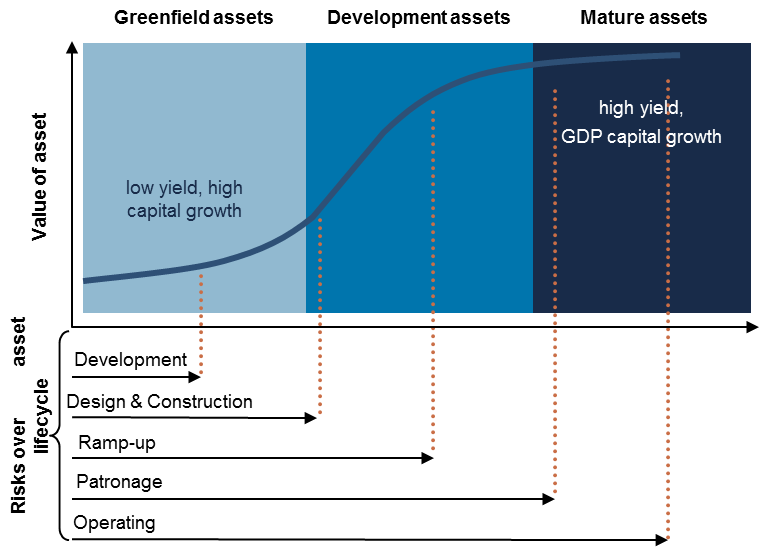 Greenfield assets
Development assets
Mature assets
Value of asset
low yield, high
capital growth
high yield,
GDP capital growth
Risks over asset
lifecycle
Development
Design & Construction
Ramp-up
Patronage
Operating